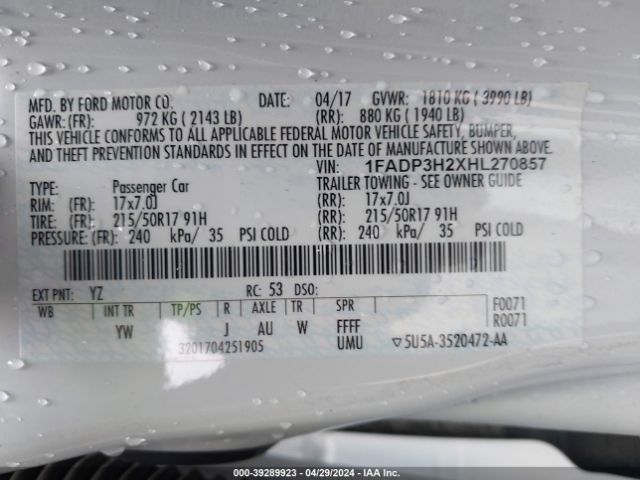 MFD. BY FORD MOTOR CO. DATE: 04/17 GVWR: 1810 KG ( 3990 LB)
GAWR: (FR): 972 KG ( 2143 LB) (RR): 880 KG ( 1940 LB)
THIS VEHICLE CONFORMS TO ALL APPLICABLE FEDERAL MOTOR VEHICLE SAFETY, BUMPER,
AND THEFT PREVENTION STANDARDS IN EFFECT ON THE DATE OF MANUFACTURE SHOWN ABOVE.
VIN: 1FADP3H2XHL270857
TYPE: Passenger Car TRAILER TOWING - SEE OWNER GUIDE
RIM: (FR): 17x7.0J (RR): 17x7.0J
TIRE: (FR): 215/50R17 91H (RR): 215/50R17 91H
PRESSURE: (FR): 240 kPa/ 35 PSI COLD (RR): 240 kPa/ 35 PSI COLD
EXT PNT: YZ RC: 53 DSO:
WB INT TR TP/PS R AXLE TR SPR F0071
YW J AU W FFFF R0071
3201704251905 UMU ▽5U5A-3520472-AA
000-39289923 - 04/29/2024 - IAA Inc.